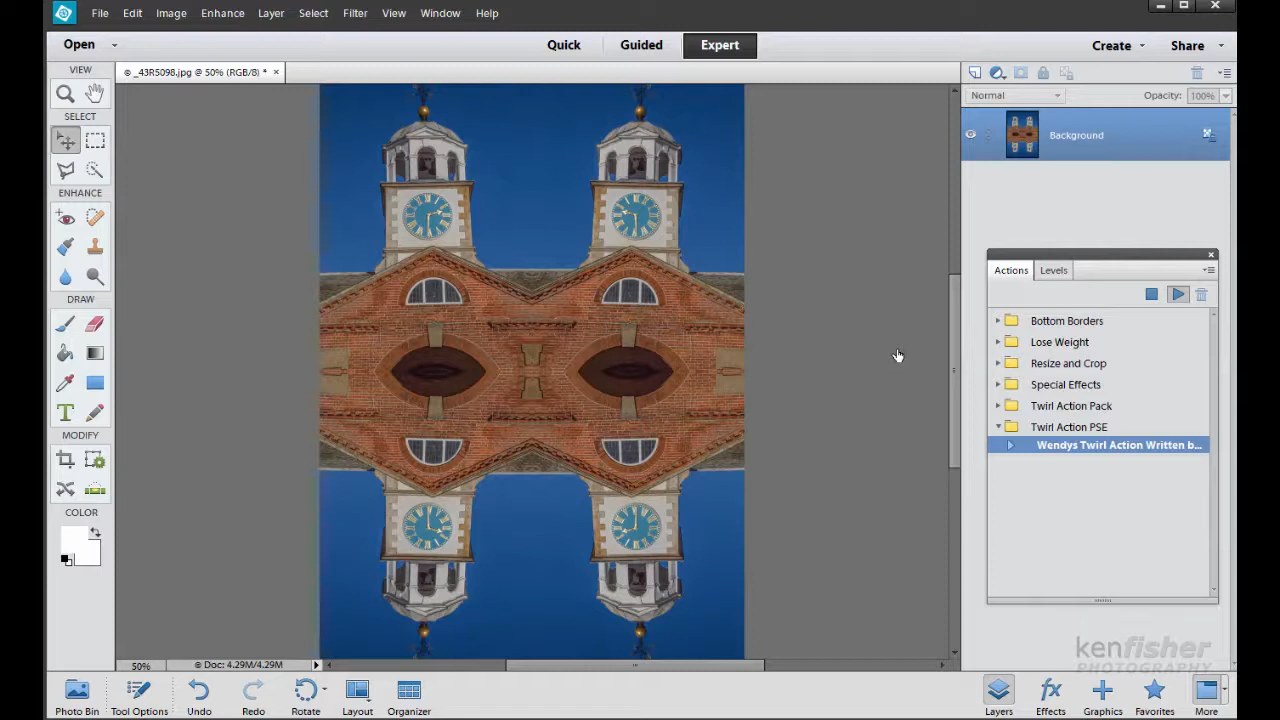 File Edit Image Enhance Layer Select Filter View Window Help
Open Quick Guided Expert Create Share
VIEW
_43R5098.jpg @ 50% (RGB/8) * ×
Normal Opacity: 100%
SELECT
Background
ENHANCE
Actions Levels
DRAW
Bottom Borders
Lose Weight
Resize and Crop
Special Effects
Twirl Action Pack
Twirl Action PSE
MODIFY
Wendys Twirl Action Written b...
COLOR
kenfisher
PHOTOGRAPHY
50% Doc: 4.29M/4.29M
Photo Bin Tool Options Undo Redo Rotate Layout Organizer Layers Effects Graphics Favorites More